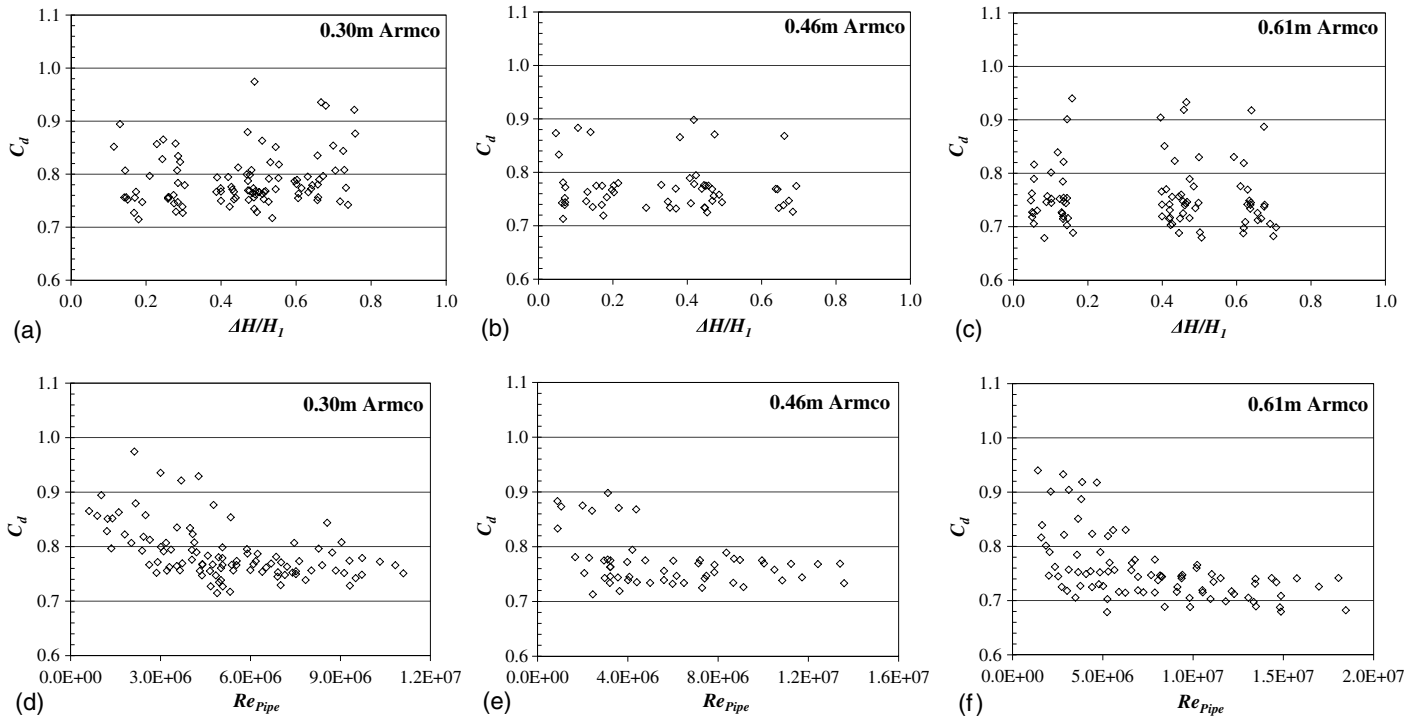 0.30m Armco
1.1
1.0
0.9
0.8
0.7
0.6
C_d
0.0 0.2 0.4 0.6 0.8 1.0
(a) ΔH/H_1
0.46m Armco
1.1
1.0
0.9
0.8
0.7
0.6
C_d
0.0 0.2 0.4 0.6 0.8 1.0
(b) ΔH/H_1
0.61m Armco
1.1
1.0
0.9
0.8
0.7
0.6
C_d
0.0 0.2 0.4 0.6 0.8 1.0
(c) ΔH/H_1
0.30m Armco
1.1
1.0
0.9
0.8
0.7
0.6
C_d
0.0E+00 3.0E+06 6.0E+06 9.0E+06 1.2E+07
(d) Re_Pipe
0.46m Armco
1.1
1.0
0.9
0.8
0.7
0.6
C_d
0.0E+00 4.0E+06 8.0E+06 1.2E+07 1.6E+07
(e) Re_Pipe
0.61m Armco
1.1
1.0
0.9
0.8
0.7
0.6
C_d
0.0E+00 5.0E+06 1.0E+07 1.5E+07 2.0E+07
(f) Re_Pipe